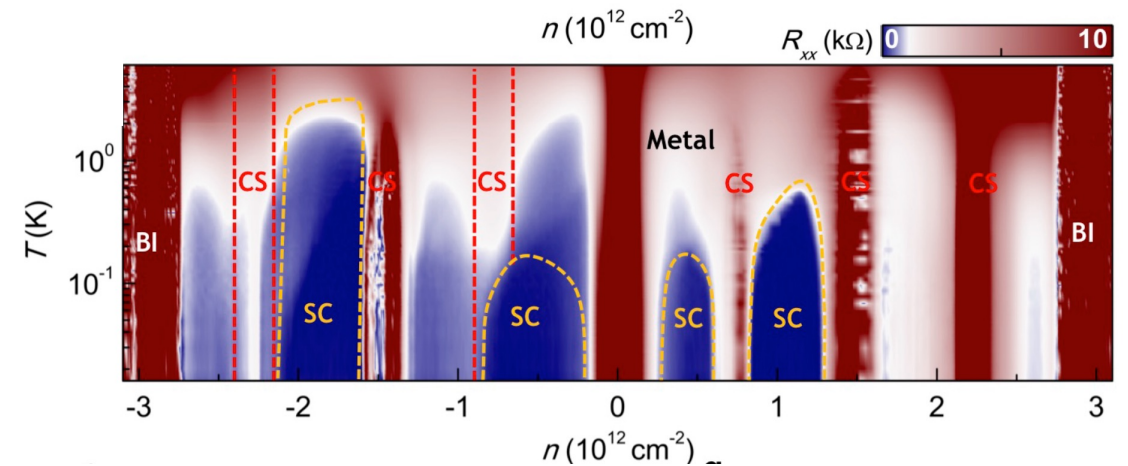 n (10¹² cm⁻²)
Rxx (kΩ) 0 10
Metal
CS CS CS CS CS CS
BI BI
SC SC SC SC
T (K)
10⁰
10⁻¹
-3 -2 -1 0 1 2 3
n (10¹² cm⁻²)